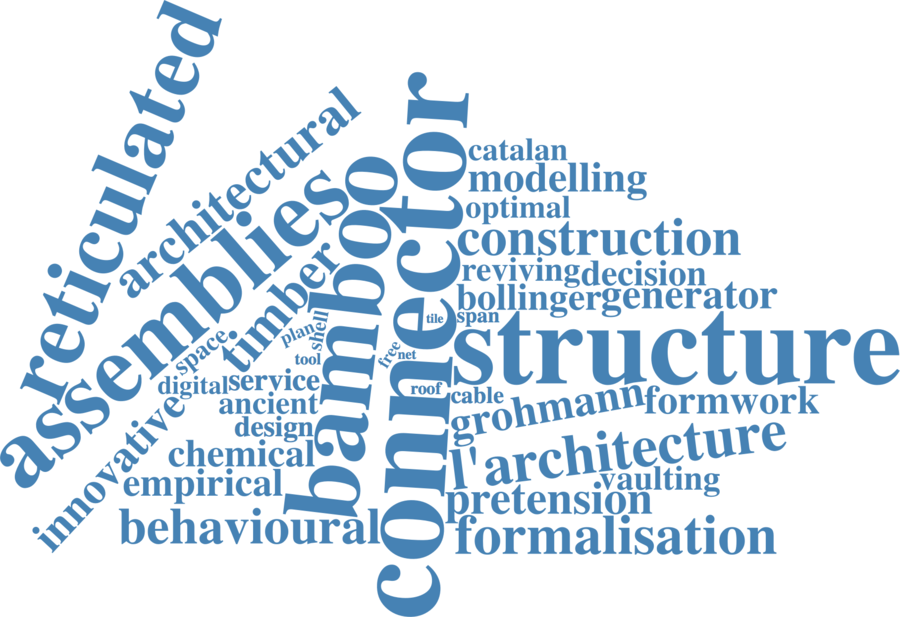 reticulated
architectural
assemblies
connector
bamboo
catalan
modelling
optimal
construction
reviving
decision
bollinger
generator
timber
plan
shell
tile
span
structure
space
tool
free
net
digital
service
roof
cable
grohmann
formwork
innovative
ancient
design
l'architecture
chemical
empirical
vaulting
pretension
behavioural
formalisation